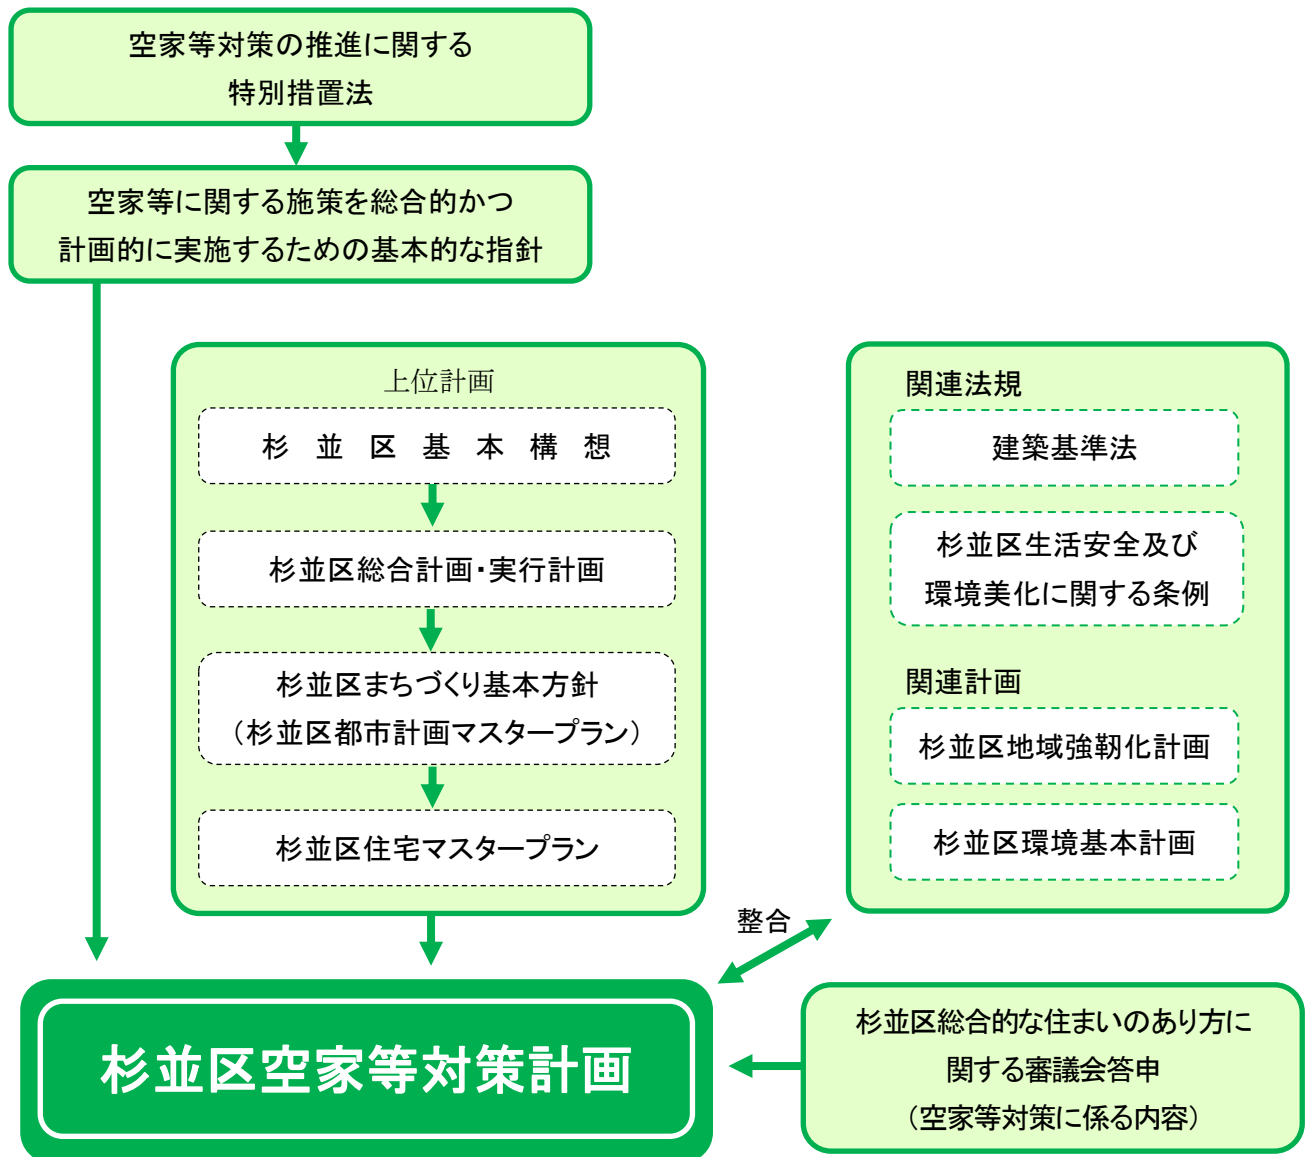 空家等対策の推進に関する
特別措置法
空家等に関する施策を総合的かつ
計画的に実施するための基本的な指針
上位計画
杉並区基本構想
杉並区総合計画・実行計画
杉並区まちづくり基本方針
（杉並区都市計画マスタープラン）
杉並区住宅マスタープラン
関連法規
建築基準法
杉並区生活安全及び
環境美化に関する条例
関連計画
杉並区地域強靭化計画
杉並区環境基本計画
整合
杉並区空家等対策計画
杉並区総合的な住まいのあり方に
関する審議会答申
（空家等対策に係る内容）